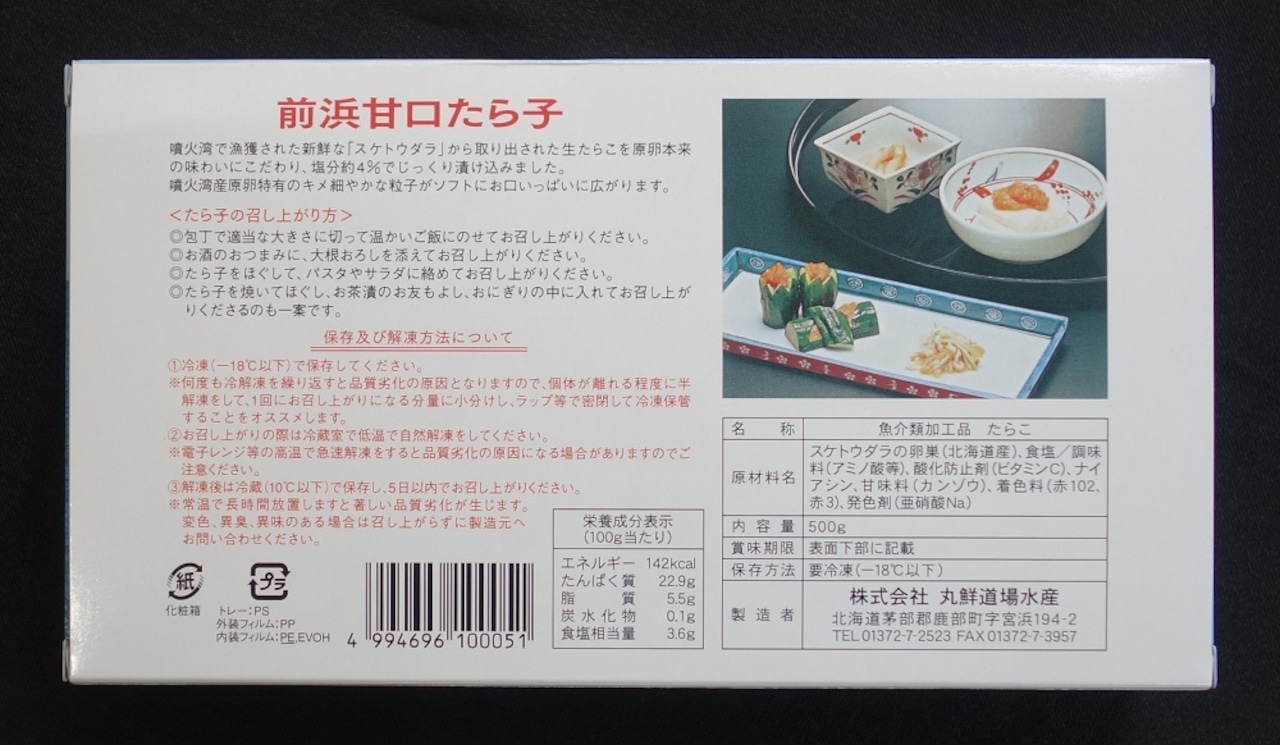 前浜甘口たら子
噴火湾で漁獲された新鮮な「スケトウダラ」から取り出された生たらこを原卵本来
の味わいにこだわり、塩分約4%でじっくり漬け込みました。
噴火湾産原卵特有のキメ細やかな粒子がソフトにお口いっぱいに広がります。
＜たら子の召し上がり方＞
◎包丁で適当な大きさに切って温かいご飯にのせてお召し上がりください。
◎お酒のおつまみに、大根おろしを添えてお召し上がりください。
◎たら子をほぐして、パスタやサラダに絡めてお召し上がりください。
◎たら子を焼いてほぐし、お茶漬のお友もよし、おにぎりの中に入れてお召し上が
りくださるのも一案です。
保存及び解凍方法について
①冷凍(－18℃以下)で保存してください。
※何度も冷解凍を繰り返すと品質劣化の原因となりますので、個体が離れる程度に半
解凍をして、1回にお召し上がりになる分量に小分けし、ラップ等で密閉して冷凍保管
することをオススメします。
②お召し上がりの際は冷蔵室で低温で自然解凍をしてください。
※電子レンジ等の高温で急速解凍をすると品質劣化の原因になる場合がありますのでご
注意ください。
③解凍後は冷蔵(10℃以下)で保存し、5日以内でお召し上がりください。
※常温で長時間放置しますと著しい品質劣化が生じます。
変色、異臭、異味のある場合は召し上がらずに製造元へ
お問い合わせください。
紙
化粧箱
プラ
トレー:PS
外装フィルム:PP
内装フィルム:PE,EVOH
4 994696 100051
栄養成分表示
(100g当たり)
エネルギー 142kcal
たんぱく質 22.9g
脂質 5.5g
炭水化物 0.1g
食塩相当量 3.6g
名称 魚介類加工品 たらこ
原材料名 スケトウダラの卵巣(北海道産)、食塩／調味
料(アミノ酸等)、酸化防止剤(ビタミンC)、ナイ
アシン、甘味料(カンゾウ)、着色料(赤102、
赤3)、発色剤(亜硝酸Na)
内容量 500g
賞味期限 表面下部に記載
保存方法 要冷凍(－18℃以下)
製造者 株式会社 丸鮮道場水産
北海道茅部郡鹿部町字宮浜194-2
TEL01372-7-2523 FAX01372-7-3957